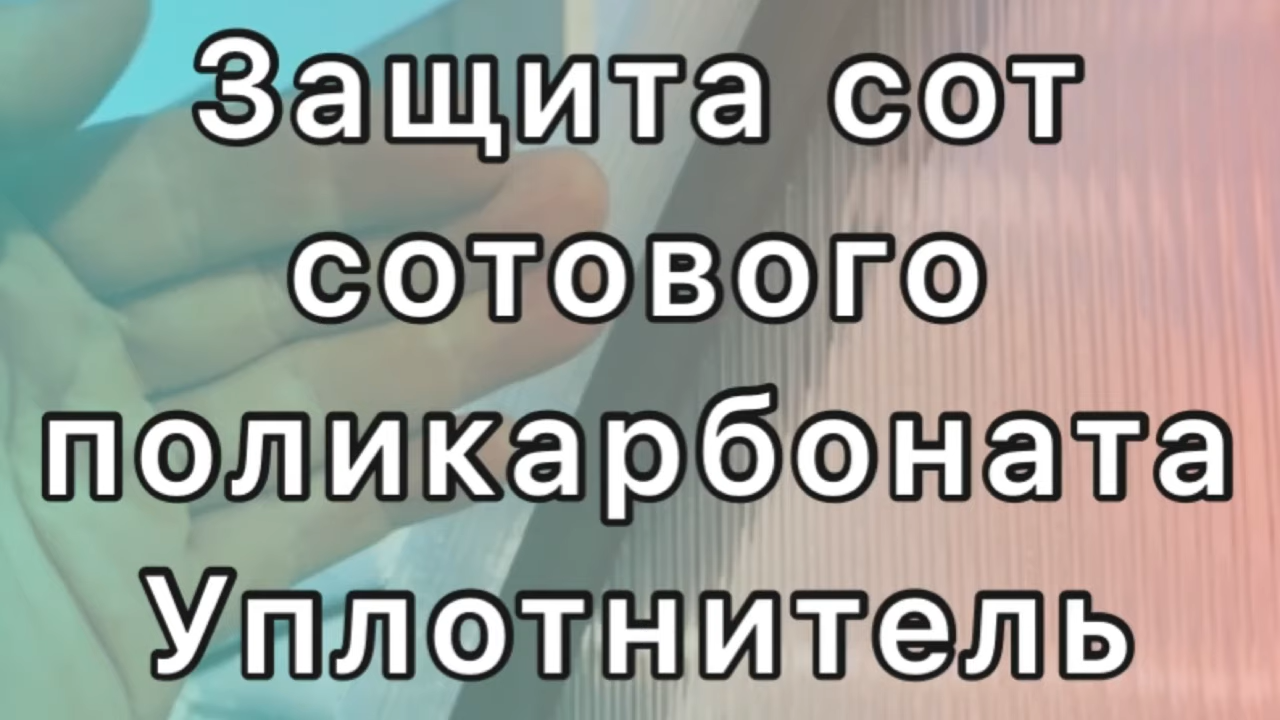 Защита сот
сотового
поликарбоната
Уплотнитель